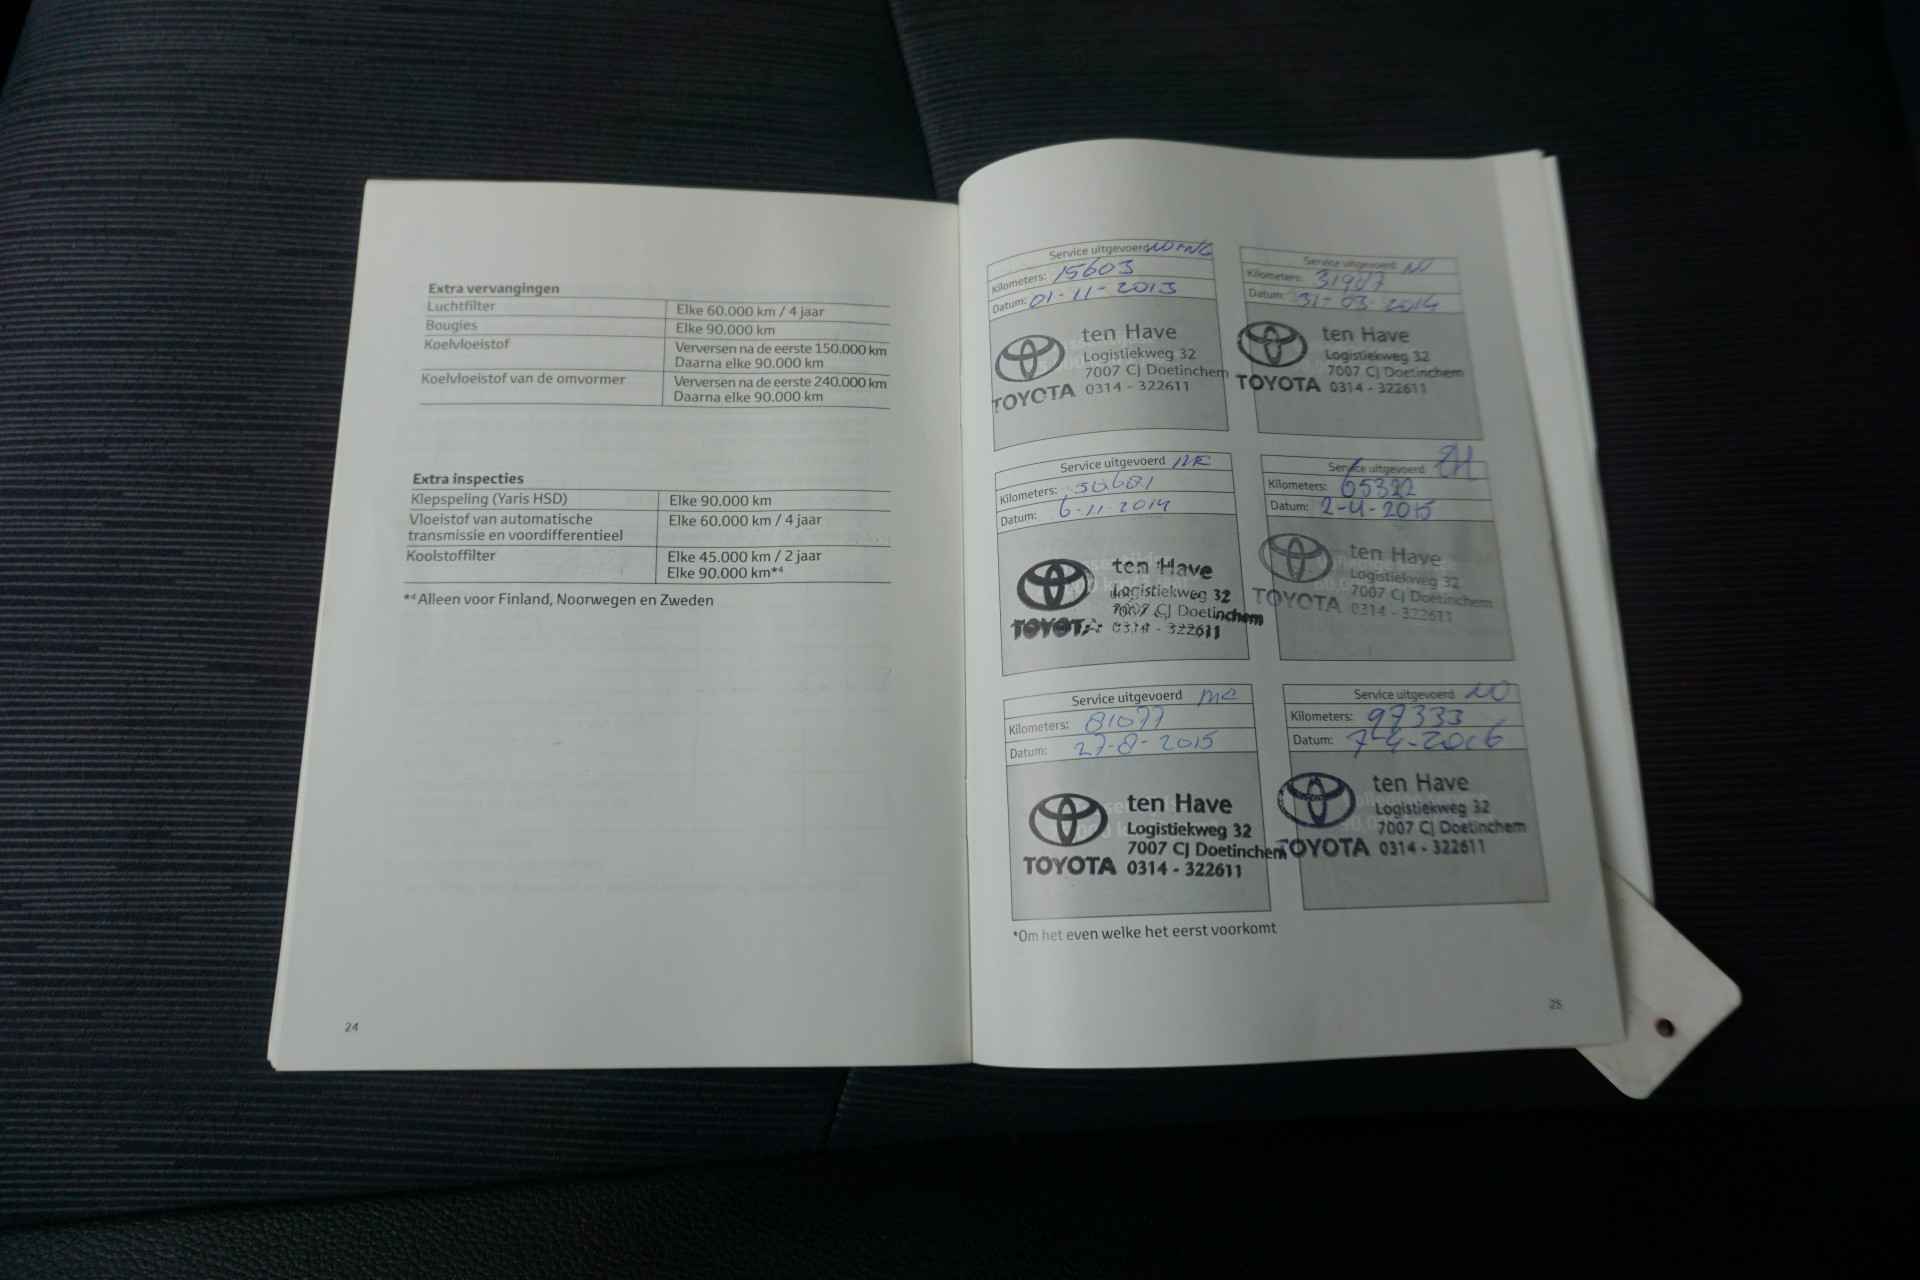 Extra vervangingen
Luchtfilter Elke 60.000 km / 4 jaar
Bougies Elke 90.000 km
Koelvloeistof Verversen na de eerste 150.000 km
Daarna elke 90.000 km
Koelvloeistof van de omvormer Verversen na de eerste 240.000 km
Daarna elke 90.000 km
Extra inspecties
Klepspeling (Yaris HSD) Elke 90.000 km
Vloeistof van automatische Elke 60.000 km / 4 jaar
transmissie en voordifferentieel
Koolstoffilter Elke 45.000 km / 2 jaar
Elke 90.000 km*4
*4 Alleen voor Finland, Noorwegen en Zweden
24
Service uitgevoerd
Kilometers: 15603
Datum: 01-11-2013
ten Have
Logistiekweg 32
7007 CJ Doetinchem
TOYOTA 0314 - 322611
Service uitgevoerd
Kilometers:
Datum: 31-03-2014
ten Have
Logistiekweg 32
7007 CJ Doetinchem
TOYOTA 0314 - 322611
Service uitgevoerd
Kilometers:
Datum: 6-11-2014
ten Have
Logistiekweg 32
7007 CJ Doetinchem
TOYOTA 0314 - 322611
Service uitgevoerd
Kilometers: 65322
Datum: 2-4-2015
ten Have
Logistiekweg 32
7007 CJ Doetinchem
TOYOTA 0314 - 322611
Service uitgevoerd
Kilometers: 81077
Datum: 27-8-2015
ten Have
Logistiekweg 32
7007 CJ Doetinchem
TOYOTA 0314 - 322611
Service uitgevoerd
Kilometers: 97333
Datum: 7-4-2016
ten Have
Logistiekweg 32
7007 CJ Doetinchem
TOYOTA 0314 - 322611
*Om het even welke het eerst voorkomt
25